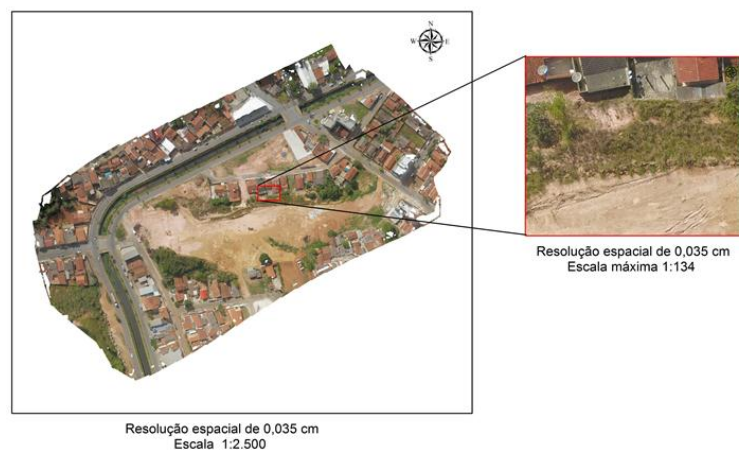 N
W E
S
Resolução espacial de 0,035 cm
Escala máxima 1:134
Resolução espacial de 0,035 cm
Escala 1:2.500